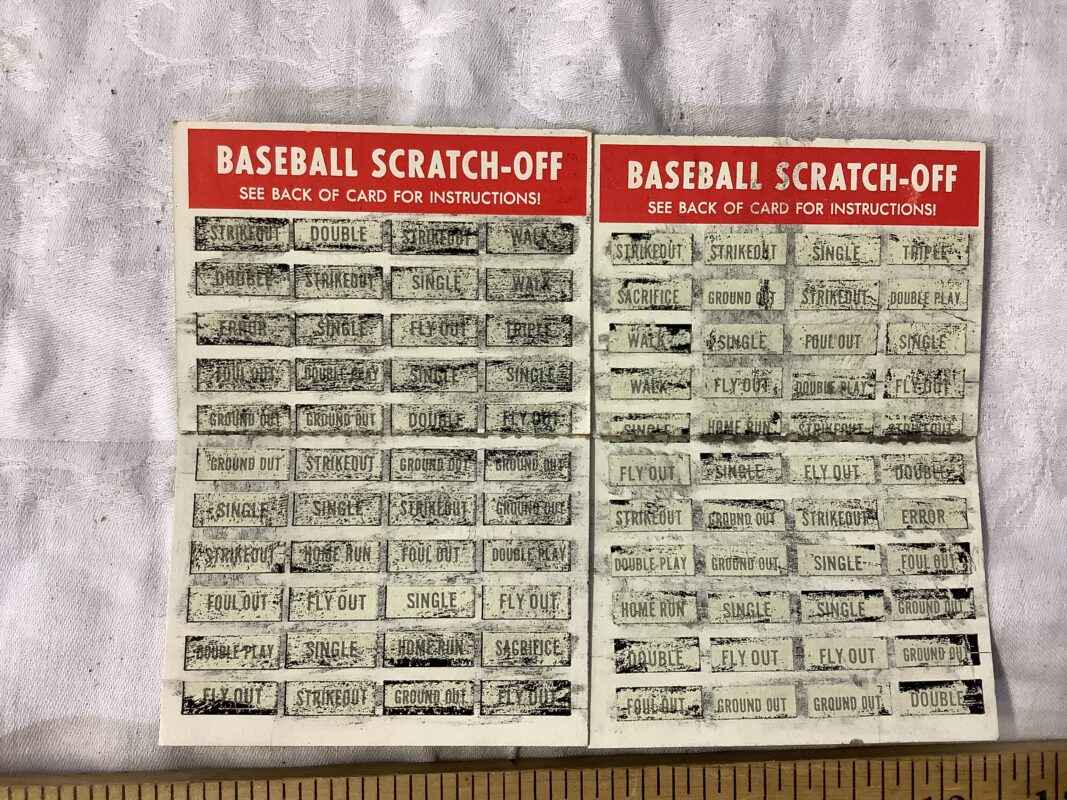 BASEBALL SCRATCH-OFF
SEE BACK OF CARD FOR INSTRUCTIONS!
STRIKEOUT DOUBLE STRIKEOUT WALK
DOUBLE STRIKEOUT SINGLE WALK
ERROR SINGLE FLY OUT TRIPLE
FOUL OUT DOUBLE PLAY SINGLE SINGLE
GROUND OUT GROUND OUT DOUBLE FLY OUT
GROUND OUT STRIKEOUT GROUND OUT GROUND OUT
SINGLE SINGLE STRIKEOUT GROUND OUT
STRIKEOUT HOME RUN FOUL OUT DOUBLE PLAY
FOUL OUT FLY OUT SINGLE FLY OUT
DOUBLE PLAY SINGLE HOME RUN SACRIFICE
FLY OUT STRIKEOUT GROUND OUT FLY OUT
BASEBALL SCRATCH-OFF
SEE BACK OF CARD FOR INSTRUCTIONS!
STRIKEOUT STRIKEOUT SINGLE TRIPLE
SACRIFICE GROUND OUT STRIKEOUT DOUBLE PLAY
WALK SINGLE FOUL OUT SINGLE
WALK FLY OUT DOUBLE PLAY FLY OUT
SINGLE HOME RUN STRIKEOUT STRIKEOUT
FLY OUT SINGLE FLY OUT DOUBLE
STRIKEOUT GROUND OUT STRIKEOUT ERROR
DOUBLE PLAY GROUND OUT SINGLE FOUL OUT
HOME RUN SINGLE SINGLE GROUND OUT
DOUBLE FLY OUT FLY OUT GROUND OUT
FOUL OUT GROUND OUT GROUND OUT DOUBLE